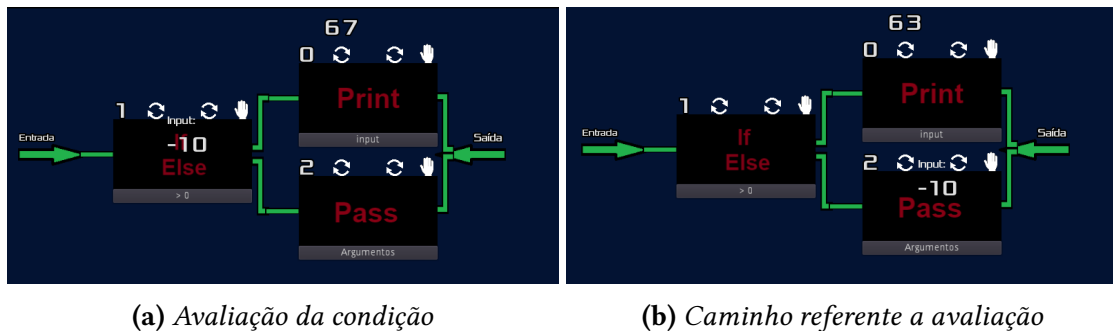 67
0
Print
input
1
Input:
-10
If
Else
> 0
Entrada
Saída
2
Pass
Argumentos
63
0
Print
input
1
If
Else
> 0
Entrada
Saída
2
Input:
-10
Pass
Argumentos
(a) Avaliação da condição
(b) Caminho referente a avaliação